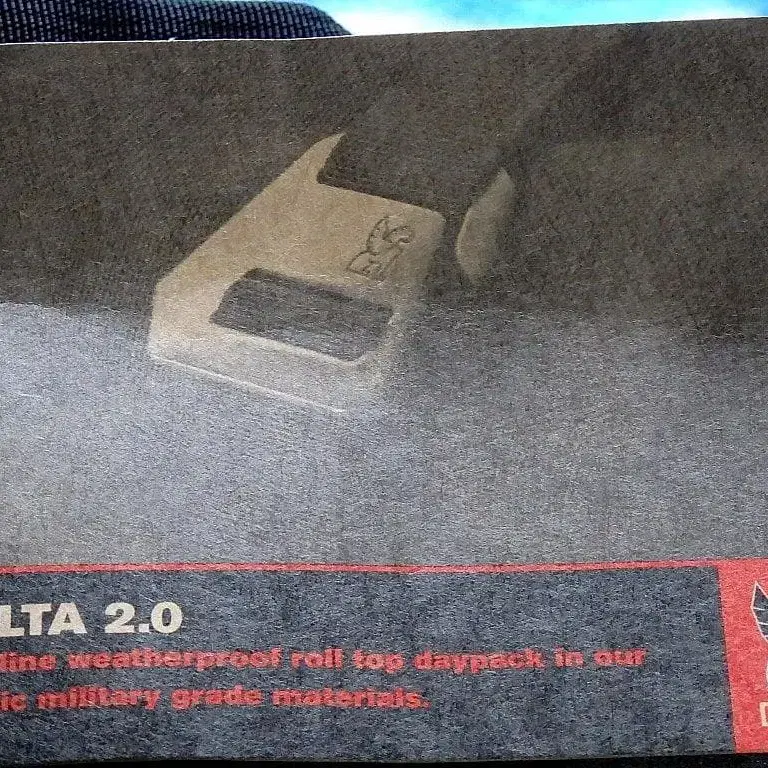 LTA 2.0
line weatherproof roll top daypack in our
ic military grade materials.
D